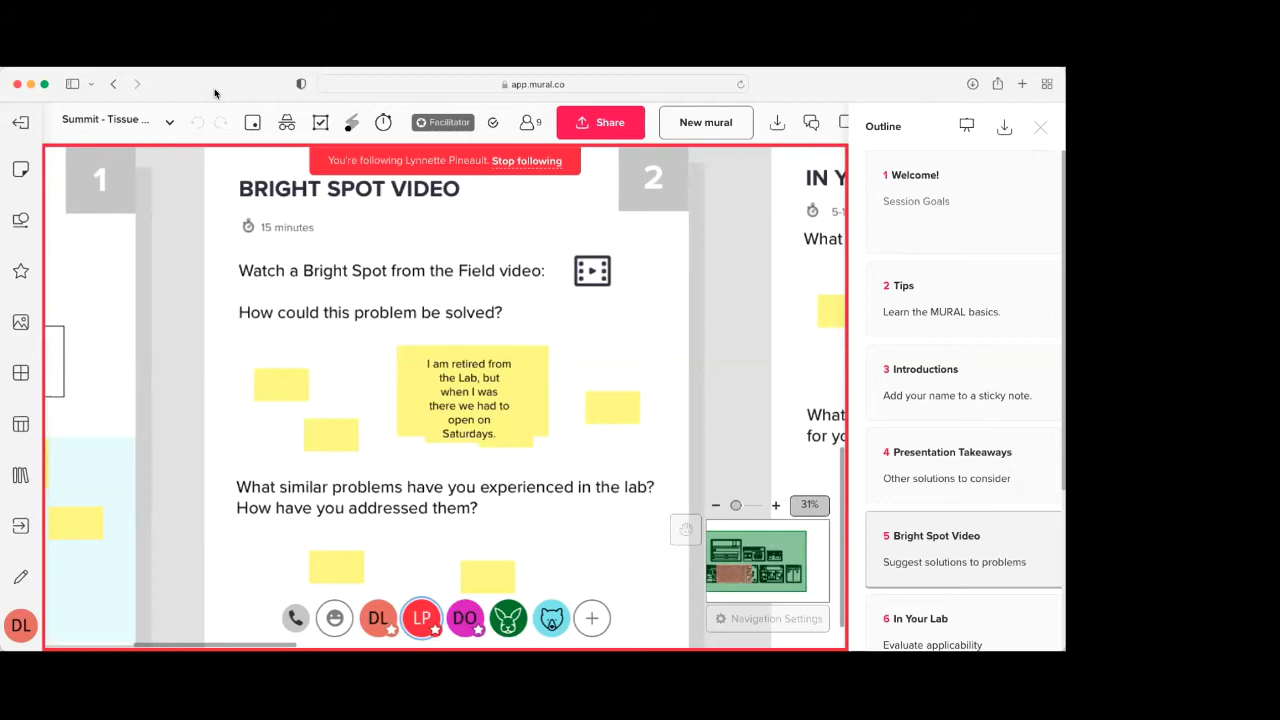 app.mural.co
Summit - Tissue ...
Facilitator
9
Share
New mural
You're following Lynnette Pineault. Stop following
1
BRIGHT SPOT VIDEO
15 minutes
2
Watch a Bright Spot from the Field video:
How could this problem be solved?
I am retired from
the Lab, but
when I was
there we had to
open on
Saturdays.
What similar problems have you experienced in the lab?
How have you addressed them?
IN Y
5-1
What
What
for yo
31%
Navigation Settings
DL
LP
DO
DL
Outline
1 Welcome!
Session Goals
2 Tips
Learn the MURAL basics.
3 Introductions
Add your name to a sticky note.
4 Presentation Takeaways
Other solutions to consider
5 Bright Spot Video
Suggest solutions to problems
6 In Your Lab
Evaluate applicability